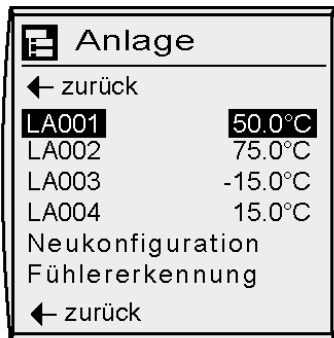 Anlage
← zurück
LA001 50.0°C
LA002 75.0°C
LA003 -15.0°C
LA004 15.0°C
Neukonfiguration
Fühlererkennung
← zurück